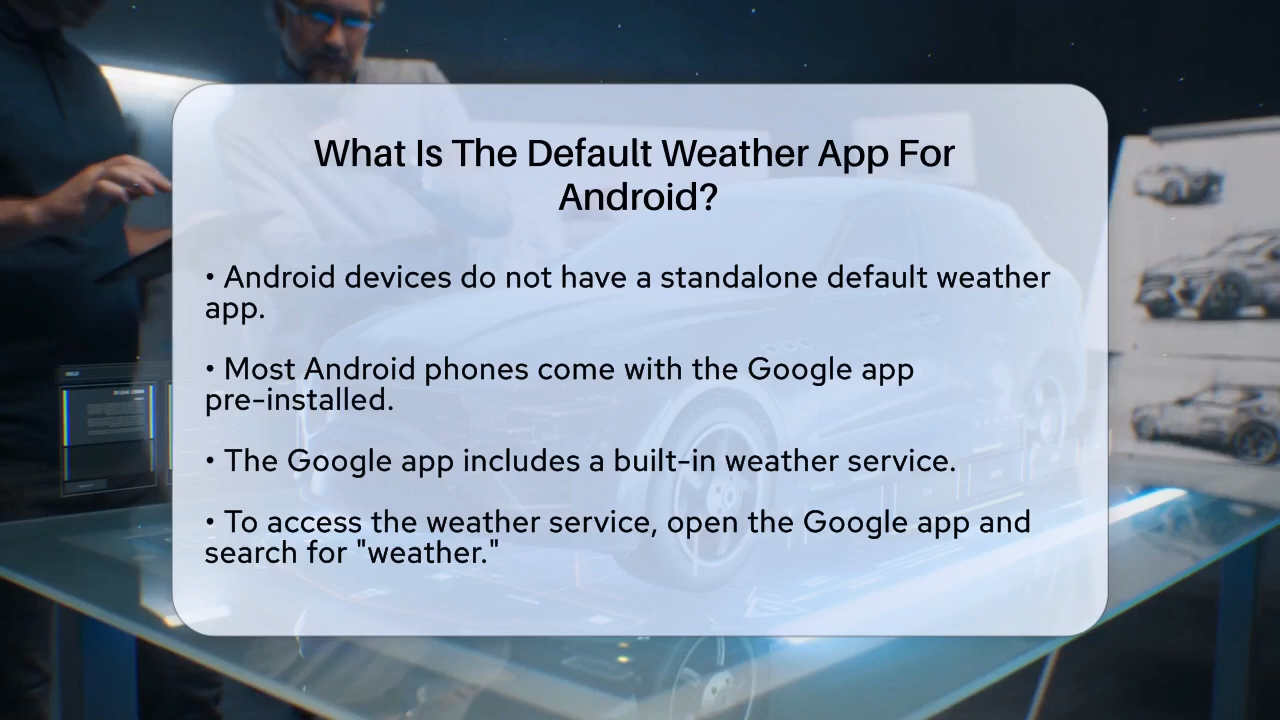 What Is The Default Weather App For
Android?
• Android devices do not have a standalone default weather
app.
• Most Android phones come with the Google app
pre-installed.
• The Google app includes a built-in weather service.
• To access the weather service, open the Google app and
search for "weather."